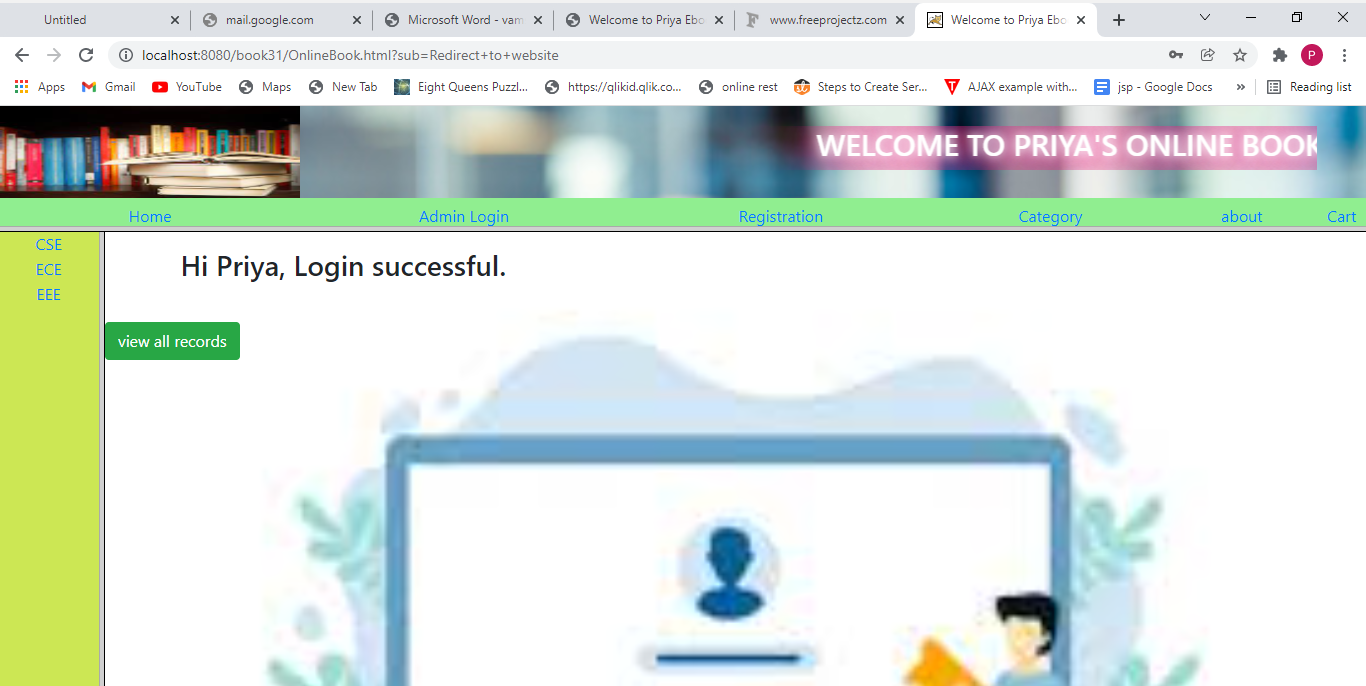 Untitled
mail.google.com
Microsoft Word - vam
Welcome to Priya Ebo
www.freeprojectz.com
Welcome to Priya Ebo
localhost:8080/book31/OnlineBook.html?sub=Redirect+to+website
P
Apps
Gmail
YouTube
Maps
New Tab
Eight Queens Puzzl...
https://qlikid.qlik.co...
online rest
Steps to Create Ser...
AJAX example with...
jsp - Google Docs
»
Reading list
WELCOME TO PRIYA'S ONLINE BOOK
Home
Admin Login
Registration
Category
about
Cart
CSE
ECE
EEE
Hi Priya, Login successful.
view all records